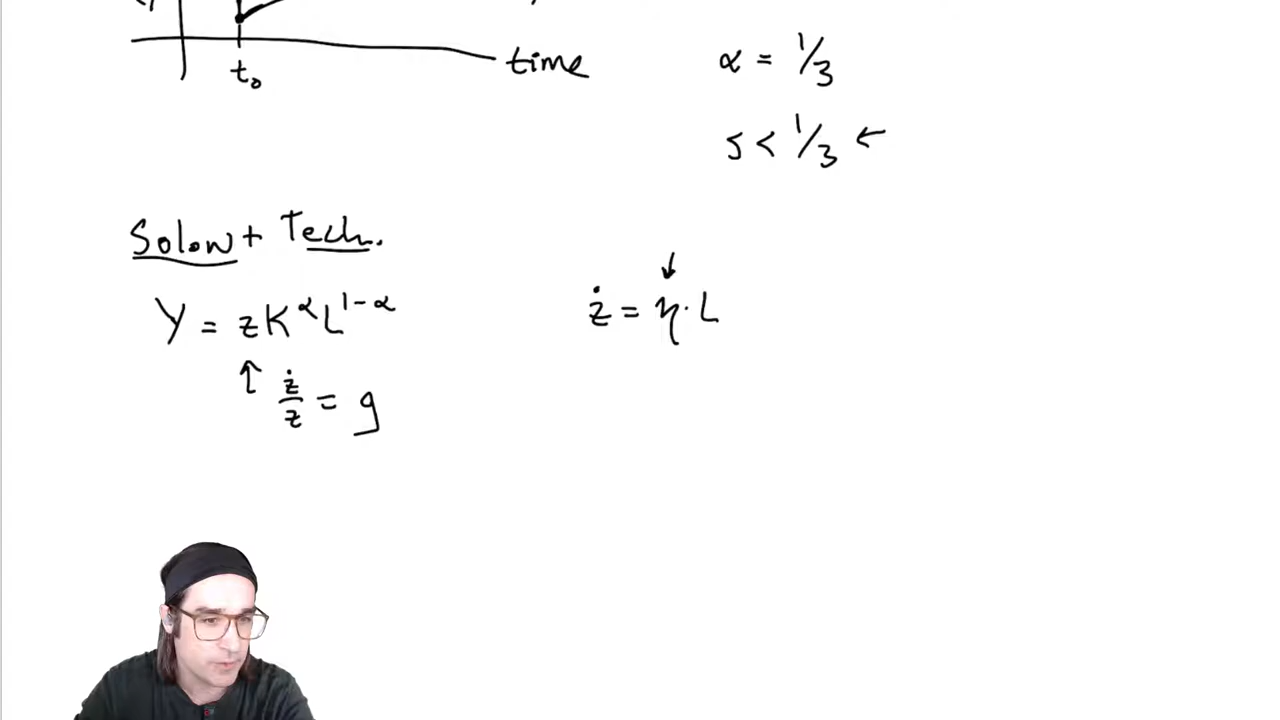 t₀
time
α = 1/3
s < 1/3 ←
Solow + Tech.
Y = zK^α L^{1-α}
↑ ż/z = g
↓
ż = η · L